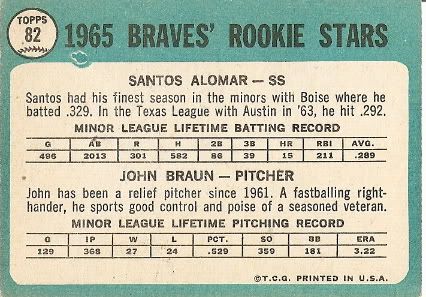 TOPPS
82
1965 BRAVES' ROOKIE STARS
SANTOS ALOMAR — SS
Santos had his finest season in the minors with Boise where he
batted .329. In the Texas League with Austin in '63, he hit .292.
MINOR LEAGUE LIFETIME BATTING RECORD
G AB R H 2B 3B HR RBI AVG.
496 2013 301 582 86 39 15 211 .289
JOHN BRAUN — PITCHER
John has been a relief pitcher since 1961. A fastballing right-
hander, he sports good control and poise of a seasoned veteran.
MINOR LEAGUE LIFETIME PITCHING RECORD
G IP W L PCT. SO BB ERA
129 368 27 24 .529 359 181 3.22
©T.C.G. PRINTED IN U.S.A.